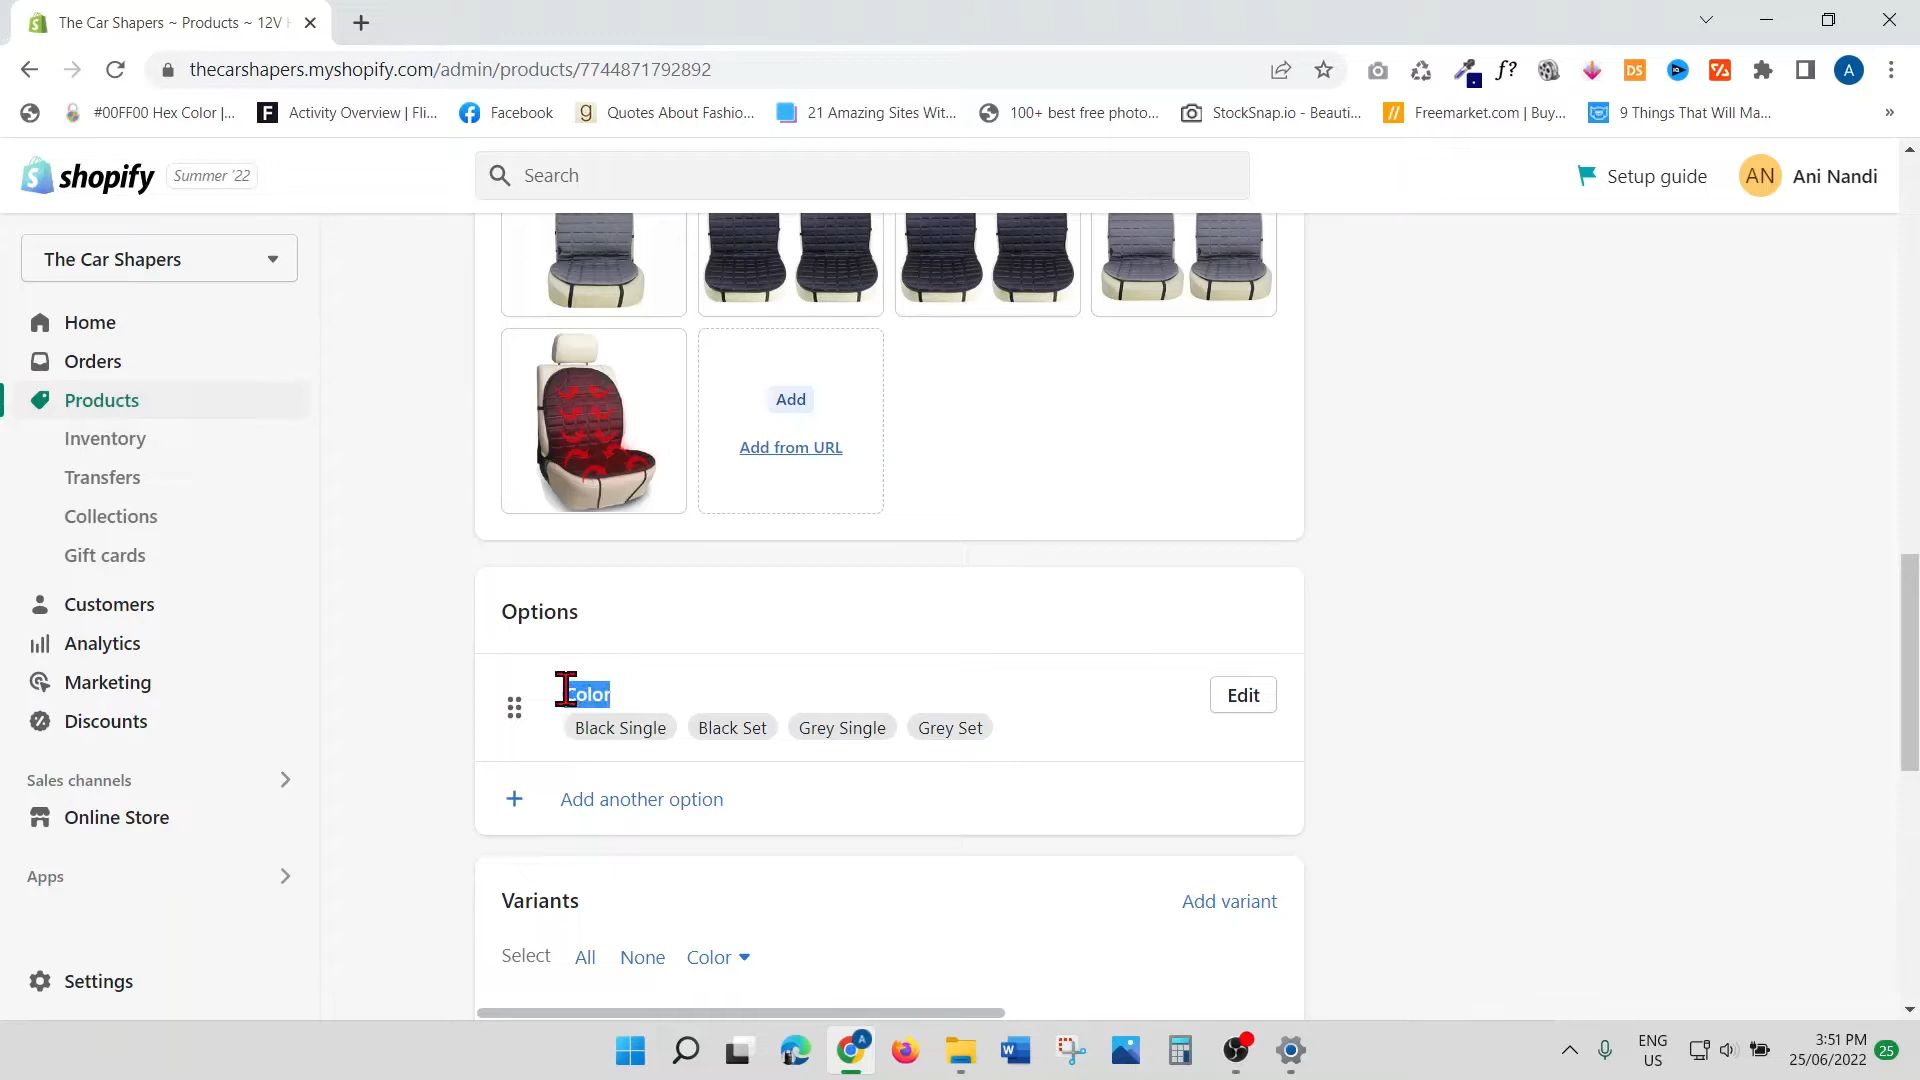 The Car Shapers ~ Products ~ 12V H
thecarshapers.myshopify.com/admin/products/7744871792892
f?
DS
A
#00FF00 Hex Color |...
F
Activity Overview | Fli...
Facebook
Quotes About Fashio...
21 Amazing Sites Wit...
100+ best free photo...
StockSnap.io - Beauti...
Freemarket.com | Buy...
9 Things That Will Ma...
»
shopify
Summer '22
Search
Setup guide
AN
Ani Nandi
The Car Shapers
Home
Orders
Products
Inventory
Transfers
Collections
Gift cards
Customers
Analytics
Marketing
Discounts
Sales channels
Online Store
Apps
Settings
Add
Add from URL
Options
Color
Edit
Black Single
Black Set
Grey Single
Grey Set
Add another option
Variants
Add variant
Select
All
None
Color
A
W
ENG
US
3:51 PM
25/06/2022
25